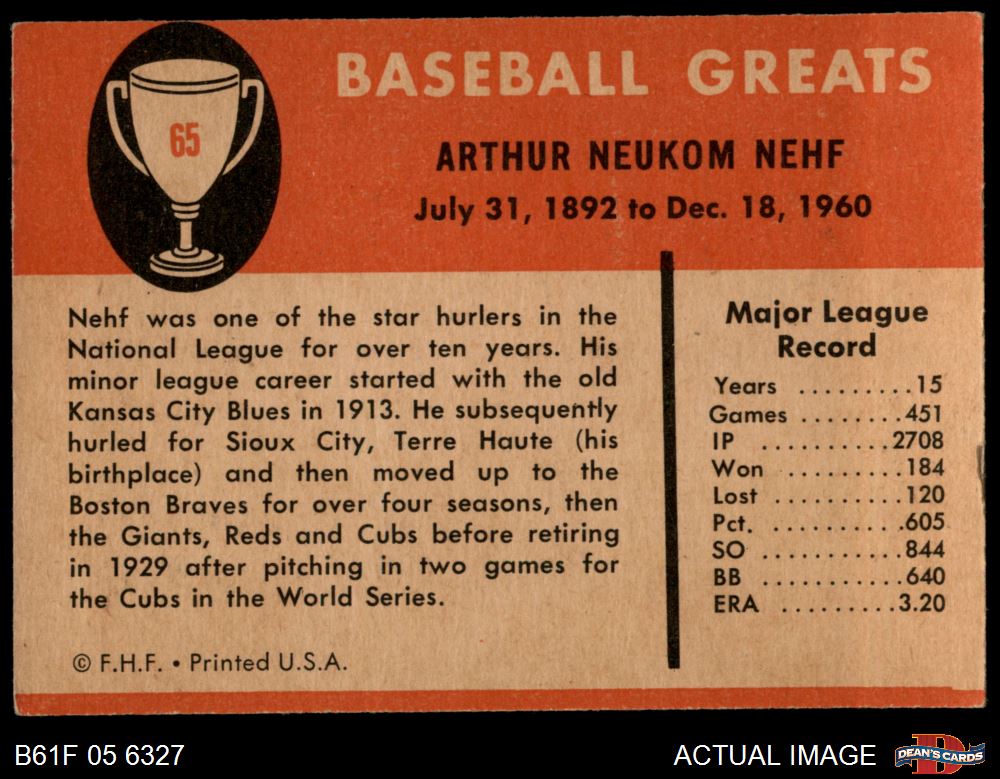 65
BASEBALL GREATS
ARTHUR NEUKOM NEHF
July 31, 1892 to Dec. 18, 1960
Nehf was one of the star hurlers in the
National League for over ten years. His
minor league career started with the old
Kansas City Blues in 1913. He subsequently
hurled for Sioux City, Terre Haute (his
birthplace) and then moved up to the
Boston Braves for over four seasons, then
the Giants, Reds and Cubs before retiring
in 1929 after pitching in two games for
the Cubs in the World Series.
© F.H.F. • Printed U.S.A.
Major League
Record
Years ..........15
Games ........451
IP ..........2708
Won ..........184
Lost ..........120
Pct. ..........605
SO ...........844
BB ...........640
ERA .........3.20
B61F 05 6327
ACTUAL IMAGE
DEAN'S CARDS